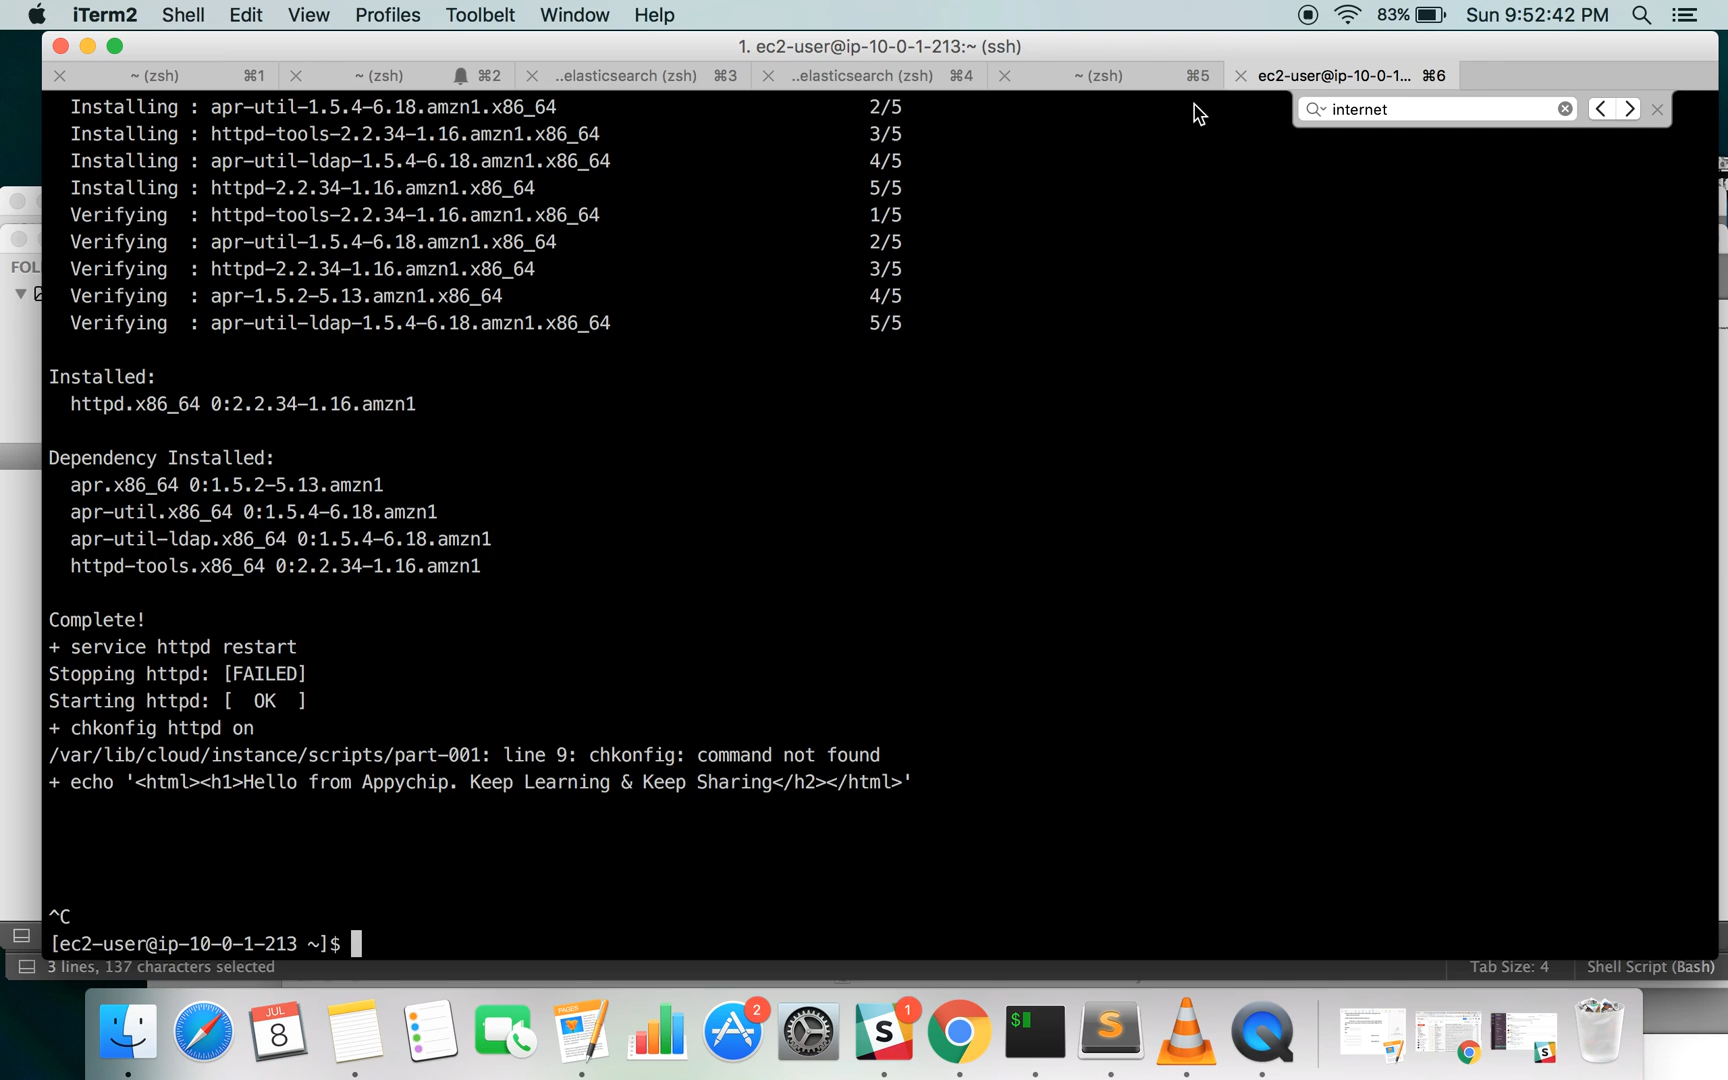 iTerm2 Shell Edit View Profiles Toolbelt Window Help 83% Sun 9:52:42 PM
1. ec2-user@ip-10-0-1-213:~ (ssh)
~ (zsh) ⌘1 ~ (zsh) ⌘2 ..elasticsearch (zsh) ⌘3 ..elasticsearch (zsh) ⌘4 ~ (zsh) ⌘5 ec2-user@ip-10-0-1... ⌘6
internet
Installing : apr-util-1.5.4-6.18.amzn1.x86_64 2/5
Installing : httpd-tools-2.2.34-1.16.amzn1.x86_64 3/5
Installing : apr-util-ldap-1.5.4-6.18.amzn1.x86_64 4/5
Installing : httpd-2.2.34-1.16.amzn1.x86_64 5/5
Verifying : httpd-tools-2.2.34-1.16.amzn1.x86_64 1/5
Verifying : apr-util-1.5.4-6.18.amzn1.x86_64 2/5
Verifying : httpd-2.2.34-1.16.amzn1.x86_64 3/5
Verifying : apr-1.5.2-5.13.amzn1.x86_64 4/5
Verifying : apr-util-ldap-1.5.4-6.18.amzn1.x86_64 5/5
FOL
Installed:
httpd.x86_64 0:2.2.34-1.16.amzn1
Dependency Installed:
apr.x86_64 0:1.5.2-5.13.amzn1
apr-util.x86_64 0:1.5.4-6.18.amzn1
apr-util-ldap.x86_64 0:1.5.4-6.18.amzn1
httpd-tools.x86_64 0:2.2.34-1.16.amzn1
Complete!
+ service httpd restart
Stopping httpd: [FAILED]
Starting httpd: [  OK  ]
+ chkonfig httpd on
/var/lib/cloud/instance/scripts/part-001: line 9: chkonfig: command not found
+ echo '<html><h1>Hello from Appychip. Keep Learning & Keep Sharing</h2></html>'
^C
[ec2-user@ip-10-0-1-213 ~]$
3 lines, 137 characters selected Tab Size: 4 Shell Script (Bash)
JUL
8
PAGES
2
1
$